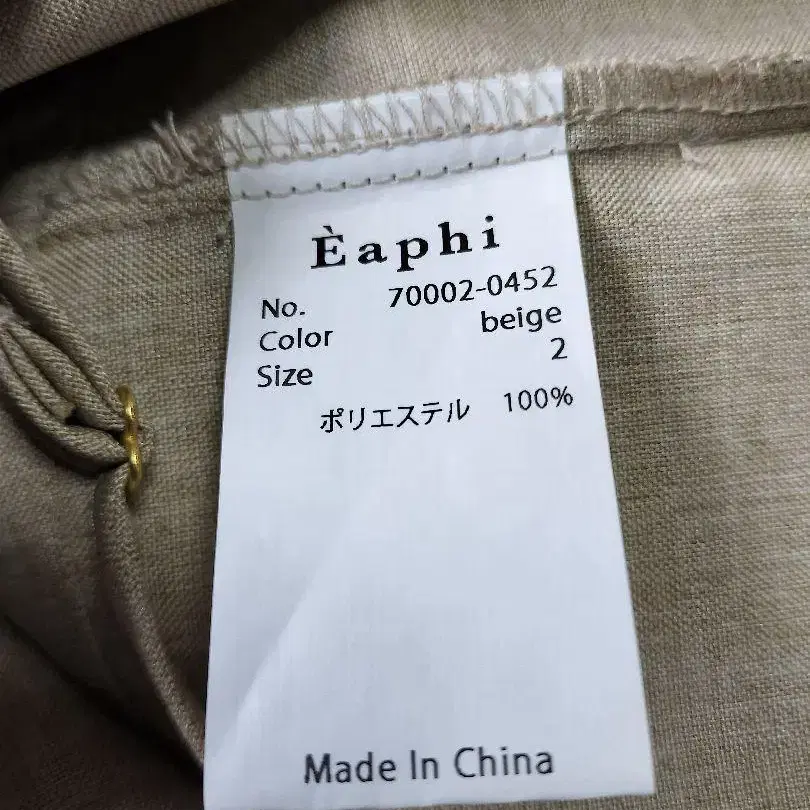 Èaphi
No. 70002-0452
Color beige
Size 2
ポリエステル 100%
Made In China